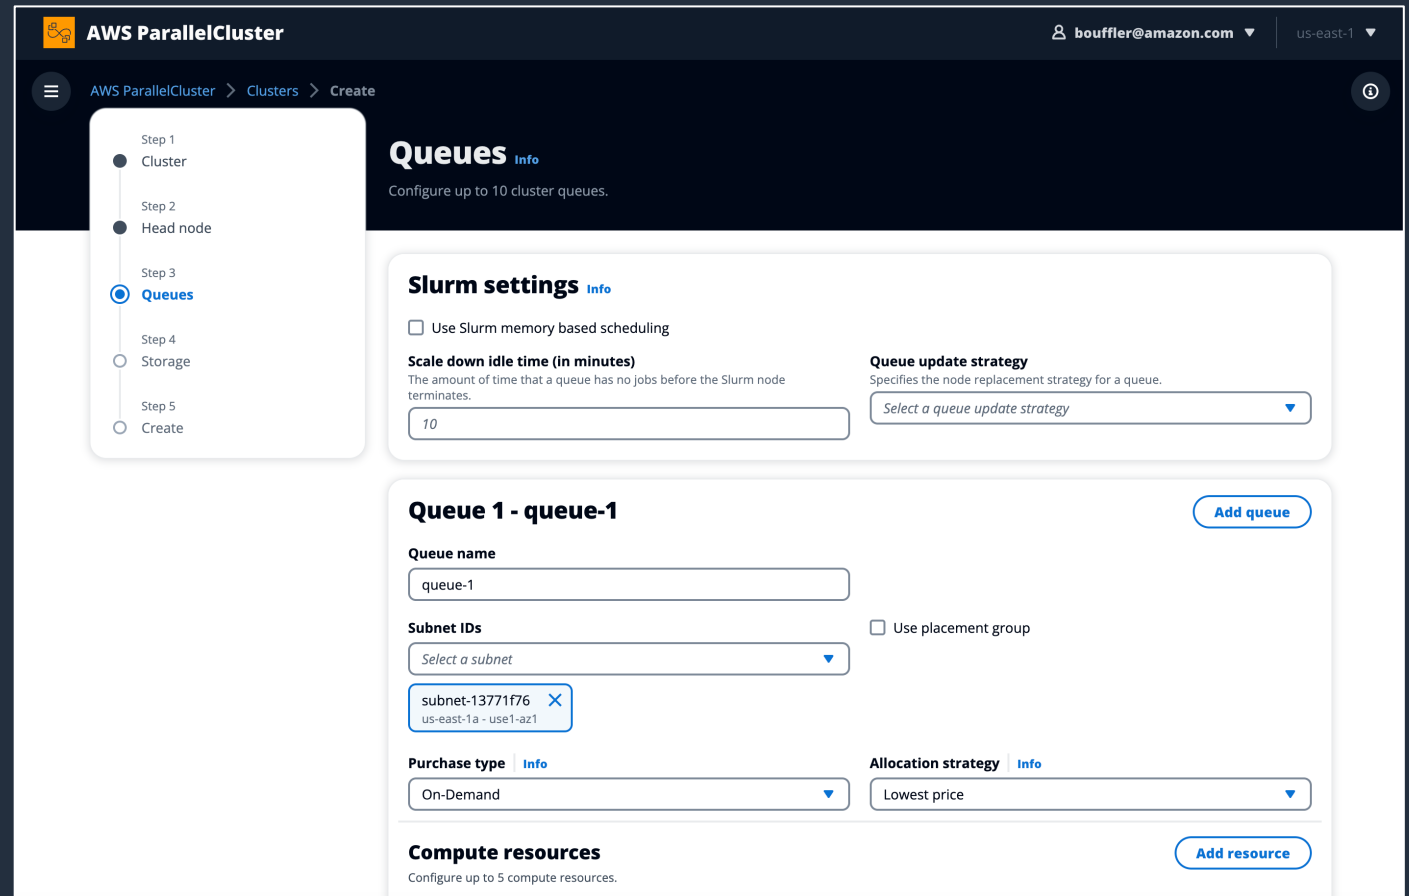 AWS ParallelCluster
bouffler@amazon.com
us-east-1
AWS ParallelCluster
Clusters
Create
Step 1
Cluster
Step 2
Head node
Step 3
Queues
Step 4
Storage
Step 5
Create
Queues Info
Configure up to 10 cluster queues.
Slurm settings Info
Use Slurm memory based scheduling
Scale down idle time (in minutes)
The amount of time that a queue has no jobs before the Slurm node
terminates.
10
Queue update strategy
Specifies the node replacement strategy for a queue.
Select a queue update strategy
Queue 1 - queue-1
Add queue
Queue name
queue-1
Subnet IDs
Select a subnet
subnet-13771f76
us-east-1a - use1-az1
Use placement group
Purchase type Info
On-Demand
Allocation strategy Info
Lowest price
Compute resources
Configure up to 5 compute resources.
Add resource